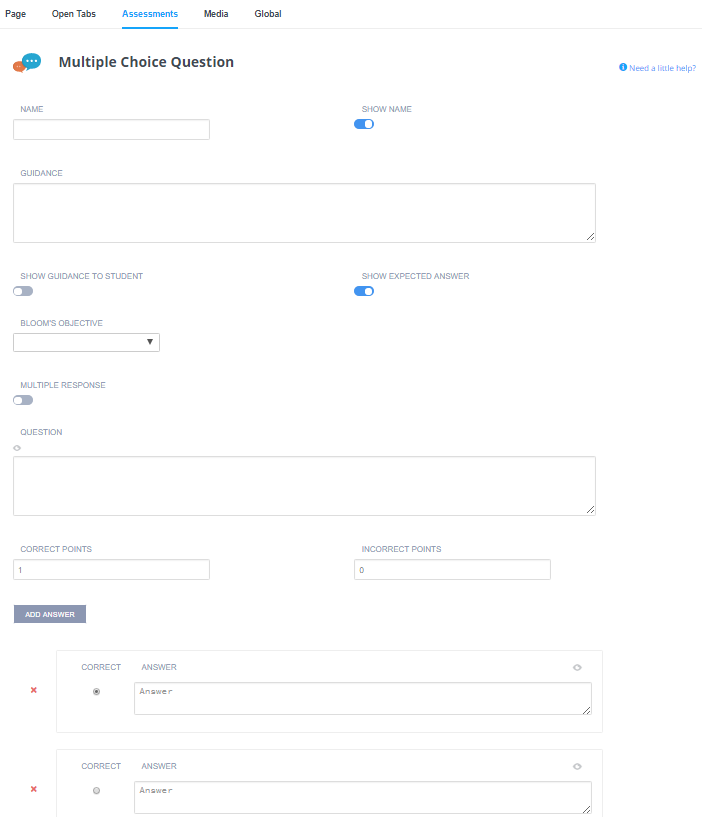 Page Open Tabs Assessments Media Global
Multiple Choice Question
Need a little help?
NAME SHOW NAME
GUIDANCE
SHOW GUIDANCE TO STUDENT SHOW EXPECTED ANSWER
BLOOM'S OBJECTIVE
MULTIPLE RESPONSE
QUESTION
CORRECT POINTS INCORRECT POINTS
1 0
ADD ANSWER
CORRECT ANSWER
Answer
CORRECT ANSWER
Answer